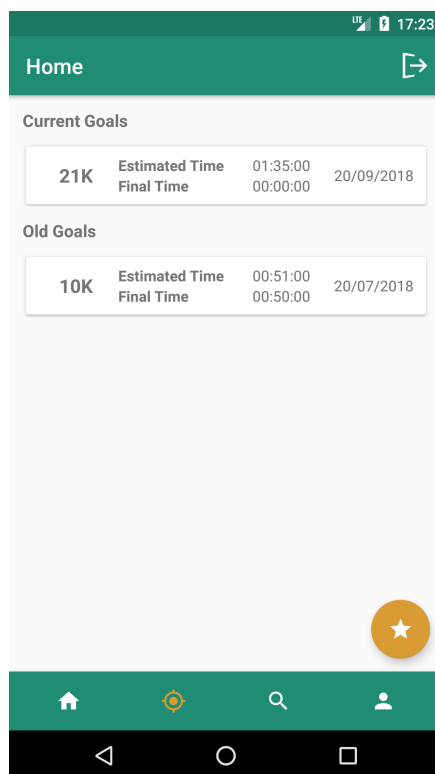 LTE 17:23
Home
Current Goals
21K Estimated Time 01:35:00 20/09/2018
Final Time 00:00:00
Old Goals
10K Estimated Time 00:51:00 20/07/2018
Final Time 00:50:00